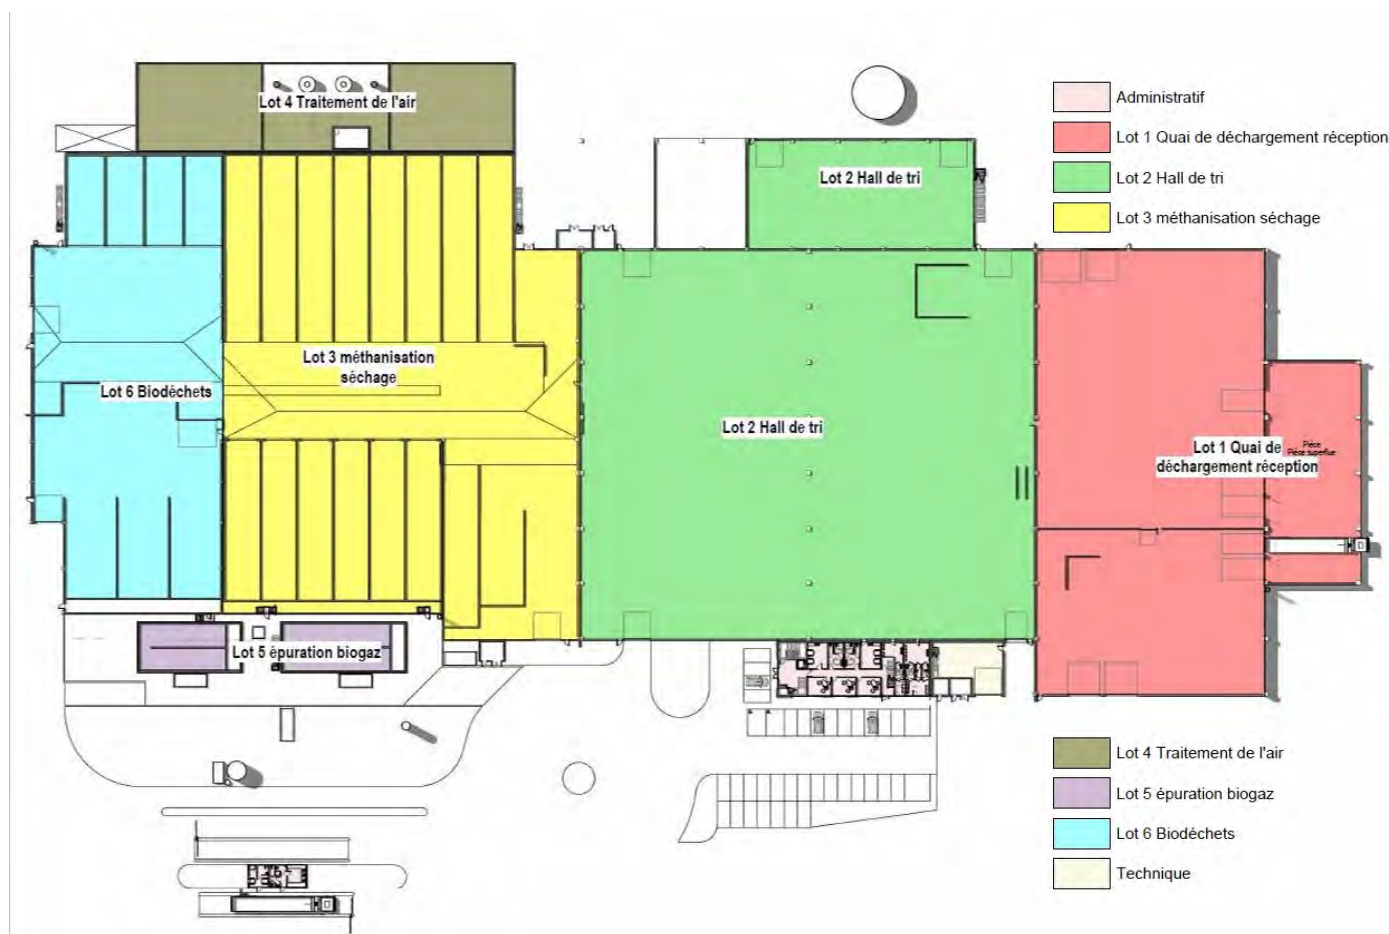 Lot 4 Traitement de l'air
Administratif
Lot 1 Quai de déchargement réception
Lot 2 Hall de tri
Lot 2 Hall de tri
Lot 3 méthanisation séchage
Lot 3 méthanisation
séchage
Lot 6 Biodéchets
Lot 2 Hall de tri
Lot 1 Quai de
déchargement réception
Pièce
Pièce superflue
Lot 5 épuration biogaz
Lot 4 Traitement de l'air
Lot 5 épuration biogaz
Lot 6 Biodéchets
Technique